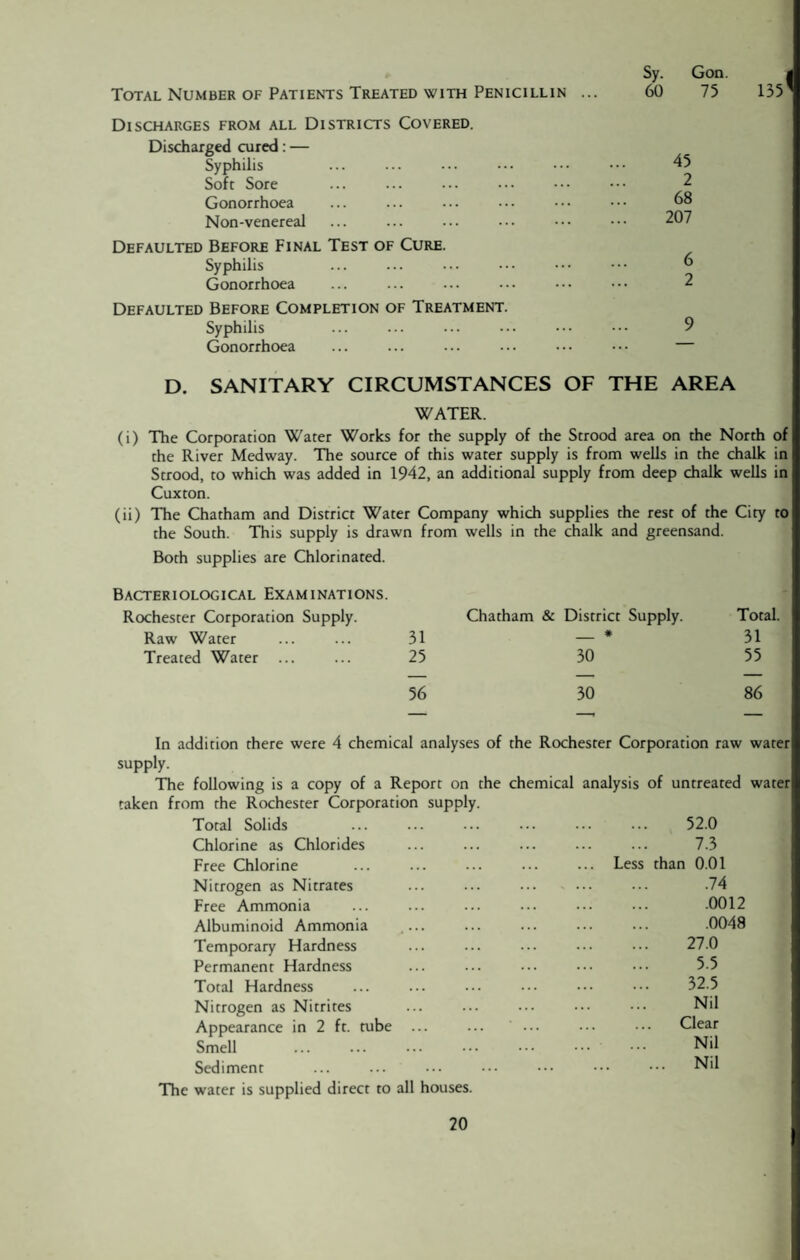 Sy. Gon.
Total Number of Patients Treated with Penicillin ... 60 75 135
Discharges from all Districts Covered.
Discharged cured : —
Syphilis ... ... ... ... ... ... 45
Soft Sore ... ... ... ... ... ... 2
Gonorrhoea ... ... ... ... ... ... 68
Non-venereal ... ... ... ... ... ... 207
Defaulted Before Final Test of Cure.
Syphilis ... ... ... ... ... ... 6
Gonorrhoea ... ... ... ... ... ... 2
Defaulted Before Completion of Treatment.
Syphilis ... ... ... ... ... ... 9
Gonorrhoea ... ... ... ... ... ... —
D. SANITARY CIRCUMSTANCES OF THE AREA
WATER.
(i) The Corporation Water Works for the supply of the Strood area on the North of
the River Medway. The source of this water supply is from wells in the chalk in
Strood, to which was added in 1942, an additional supply from deep chalk wells in
Cuxton.
(ii) The Chatham and District Water Company which supplies the rest of the City to
the South. This supply is drawn from wells in the chalk and greensand.
Both supplies are Chlorinated.
Bacteriological Examinations.
Rochester Corporation Supply. Chatham & District Supply. Total.
Raw Water ... ... 31 — * 31
Treated Water ... ... 25 30 55
56 30 86
In addition there were 4 chemical analyses of the Rochester Corporation raw water
supply.
The following is a copy of a Report on the chemical analysis of untreated water
taken from the Rochester Corporation supply.
Total Solids ... ... ... ... ... ... 52.0
Chlorine as Chlorides ... ... ... ... ... 7.3
Free Chlorine ... ... ... ... ... Less than 0.01
Nitrogen as Nitrates ... ... ... ... ... .74
Free Ammonia ... ... ... ... ... ... .0012
Albuminoid Ammonia ... ... ... ... ... .0048
Temporary Hardness ... ... ... ... ... 27.0
Permanent Hardness ... ... ... ... ... 5.5
Total Hardness ... ... ... ... ... ... 32.5
Nitrogen as Nitrites ... ... ... ... ... Nil
Appearance in 2 ft. tube ... ... ... ... ... Clear
Smell ... ... ... ... ... ... ... Nil
Sediment ... ... ... ... ... ... ... Nil
The water is supplied direct to all houses.
20